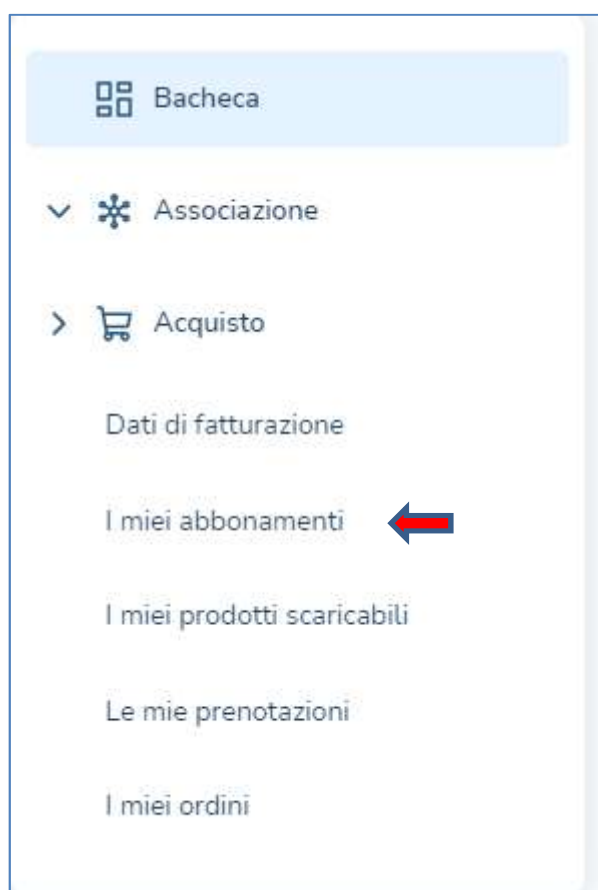 Bacheca
Associazione
Acquisto
Dati di fatturazione
I miei abbonamenti
I miei prodotti scaricabili
Le mie prenotazioni
I miei ordini